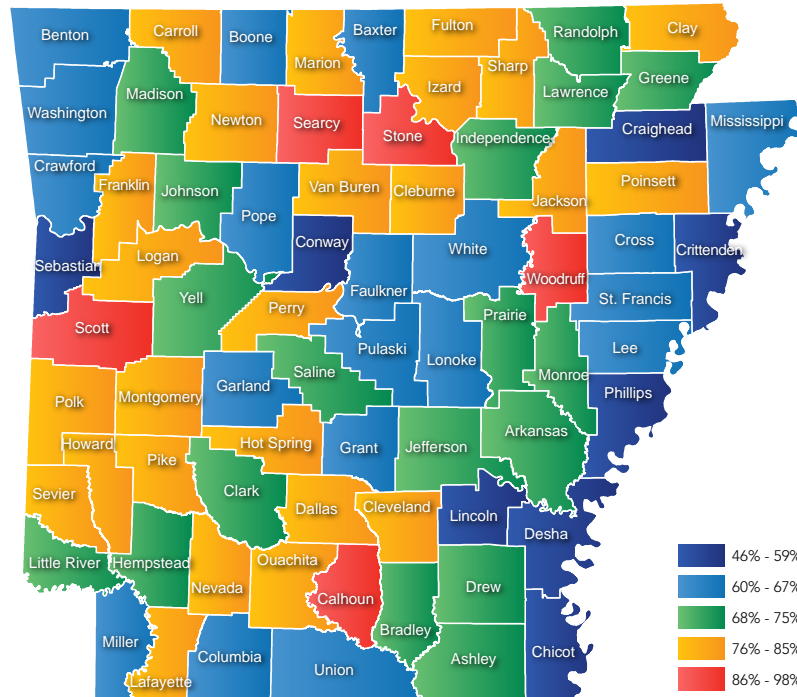 Benton
Carroll
Boone
Marion
Baxter
Fulton
Sharp
Randolph
Clay
Izard
Lawrence
Greene
Washington
Madison
Newton
Searcy
Stone
Independence
Craighead
Mississippi
Crawford
Franklin
Johnson
Pope
Van Buren
Cleburne
Jackson
Poinsett
Sebastian
Logan
Conway
White
Woodruff
Cross
Crittenden
Faulkner
St. Francis
Yell
Perry
Prairie
Scott
Pulaski
Lonoke
Lee
Monroe
Saline
Garland
Montgomery
Polk
Phillips
Howard
Hot Spring
Grant
Jefferson
Arkansas
Pike
Sevier
Clark
Dallas
Cleveland
Lincoln
Desha
Little River
Hempstead
Nevada
Ouachita
Calhoun
Bradley
Drew
Miller
Lafayette
Columbia
Union
Ashley
Chicot
46% - 59%
60% - 67%
68% - 75%
76% - 85%
86% - 98%